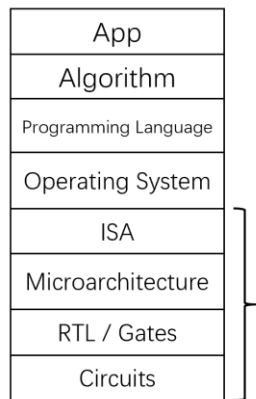 App
Algorithm
Programming Language
Operating System
ISA
Microarchitecture
RTL / Gates
Circuits